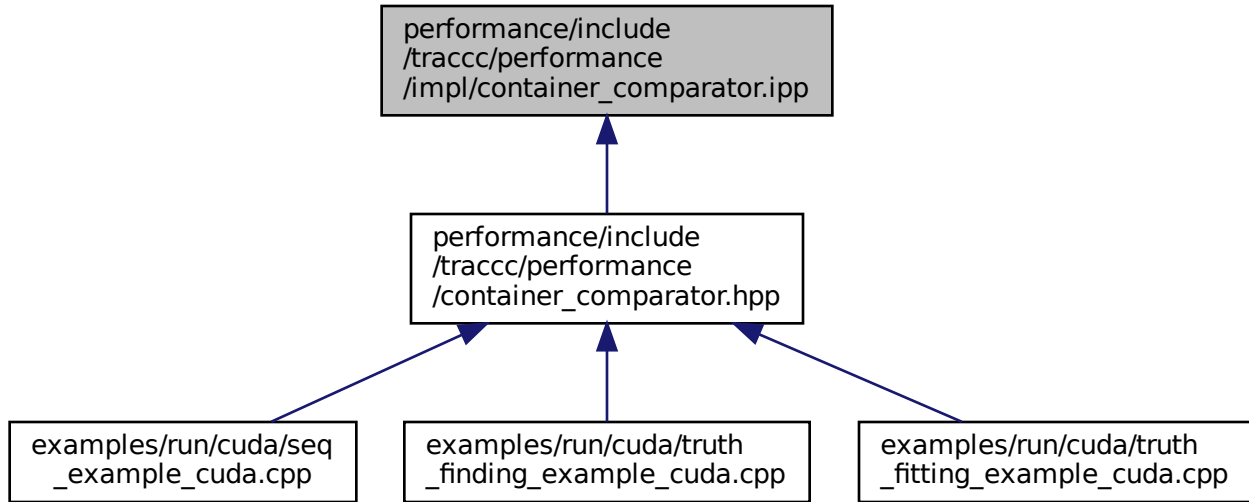 performance/include
/traccc/performance
/impl/container_comparator.ipp
performance/include
/traccc/performance
/container_comparator.hpp
examples/run/cuda/seq
_example_cuda.cpp
examples/run/cuda/truth
_finding_example_cuda.cpp
examples/run/cuda/truth
_fitting_example_cuda.cpp